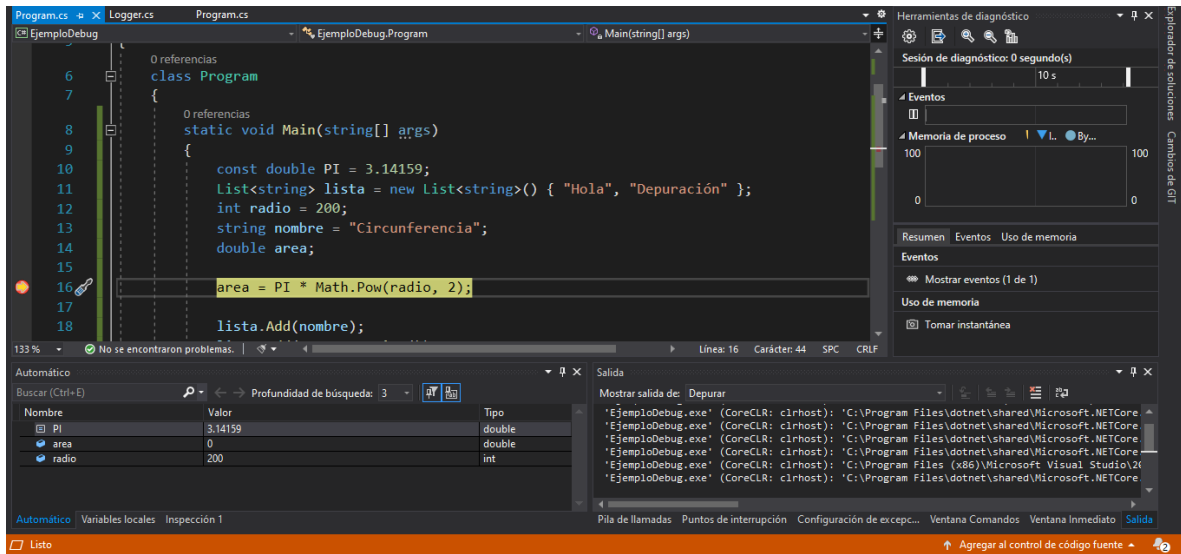 Program.cs Logger.cs Program.cs
EjemploDebug EjemploDebug.Program Main(string[] args)
0 referencias
6 class Program
7 {
0 referencias
8 static void Main(string[] args)
9 {
10 const double PI = 3.14159;
11 List<string> lista = new List<string>() { "Hola", "Depuración" };
12 int radio = 200;
13 string nombre = "Circunferencia";
14 double area;
15
16 area = PI * Math.Pow(radio, 2);
17
18 lista.Add(nombre);
133 % No se encontraron problemas. Línea: 16 Carácter: 44 SPC CRLF
Herramientas de diagnóstico
Sesión de diagnóstico: 0 segundo(s)
10 s
Eventos
Memoria de proceso I.. By...
100 100
0 0
Resumen Eventos Uso de memoria
Eventos
Mostrar eventos (1 de 1)
Uso de memoria
Tomar instantánea
Explorador de soluciones
Cambios de GIT
Automático
Buscar (Ctrl+E) Profundidad de búsqueda: 3
Nombre Valor Tipo
PI 3.14159 double
area 0 double
radio 200 int
Automático Variables locales Inspección 1
Salida
Mostrar salida de: Depurar
'EjemploDebug.exe' (CoreCLR: clrhost): 'C:\Program Files\dotnet\shared\Microsoft.NETCore
'EjemploDebug.exe' (CoreCLR: clrhost): 'C:\Program Files\dotnet\shared\Microsoft.NETCore.
'EjemploDebug.exe' (CoreCLR: clrhost): 'C:\Program Files\dotnet\shared\Microsoft.NETCore.
'EjemploDebug.exe' (CoreCLR: clrhost): 'C:\Program Files\dotnet\shared\Microsoft.NETCore
'EjemploDebug.exe' (CoreCLR: clrhost): 'C:\Program Files (x86)\Microsoft Visual Studio\20
'EjemploDebug.exe' (CoreCLR: clrhost): 'C:\Program Files\dotnet\shared\Microsoft.NETCore
Pila de llamadas Puntos de interrupción Configuración de excepc... Ventana Comandos Ventana Inmediato Salida
Listo Agregar al control de código fuente 2